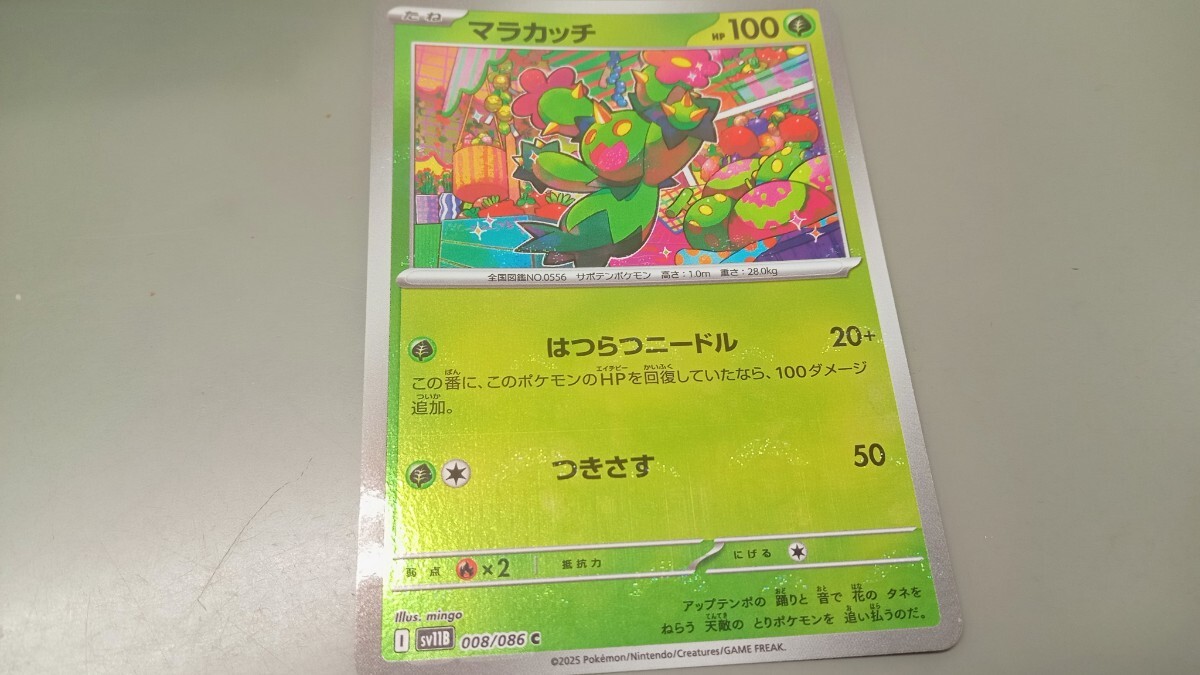 たね マラカッチ HP 100
全国図鑑NO.0556 サボテンポケモン 高さ:1.0m 重さ:28.0kg
はつらつニードル 20+
この番に、このポケモンのHPを回復していたなら、100ダメージ
追加。
つきさす 50
弱点 ×2 抵抗力 にげる
アップテンポの 踊りと 音で 花の タネを
ねらう 天敵の とりポケモンを 追い払うのだ。
Illus. mingo
I SV11B 008/086 C
©2025 Pokémon/Nintendo/Creatures/GAME FREAK.